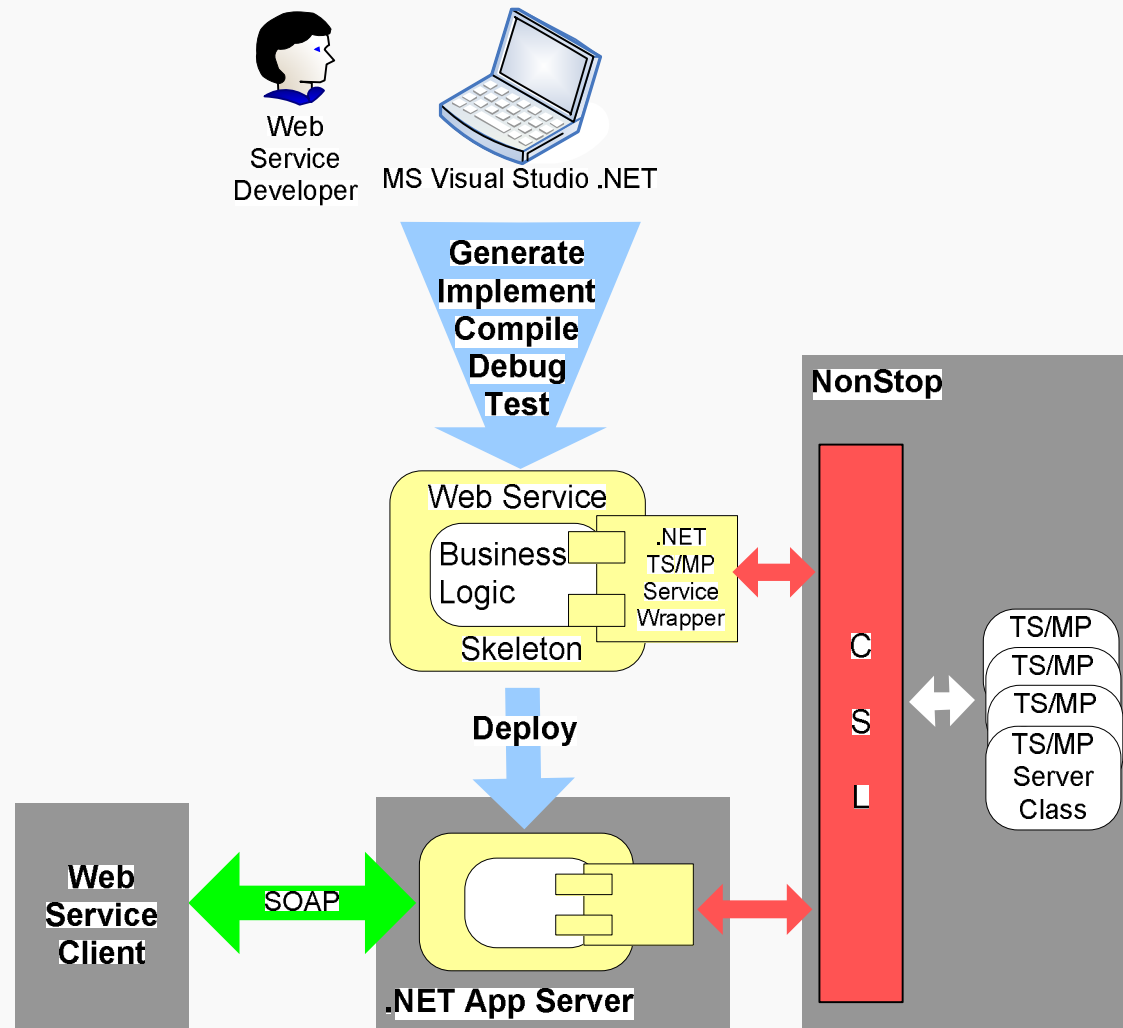 Web
Service
Developer
MS Visual Studio .NET
Generate
Implement
Compile
Debug
Test
NonStop
Web Service
Business
Logic
Skeleton
.NET
TS/MP
Service
Wrapper
C
S
L
TS/MP
TS/MP
TS/MP
TS/MP
Server
Class
Deploy
Web
Service
Client
SOAP
.NET App Server